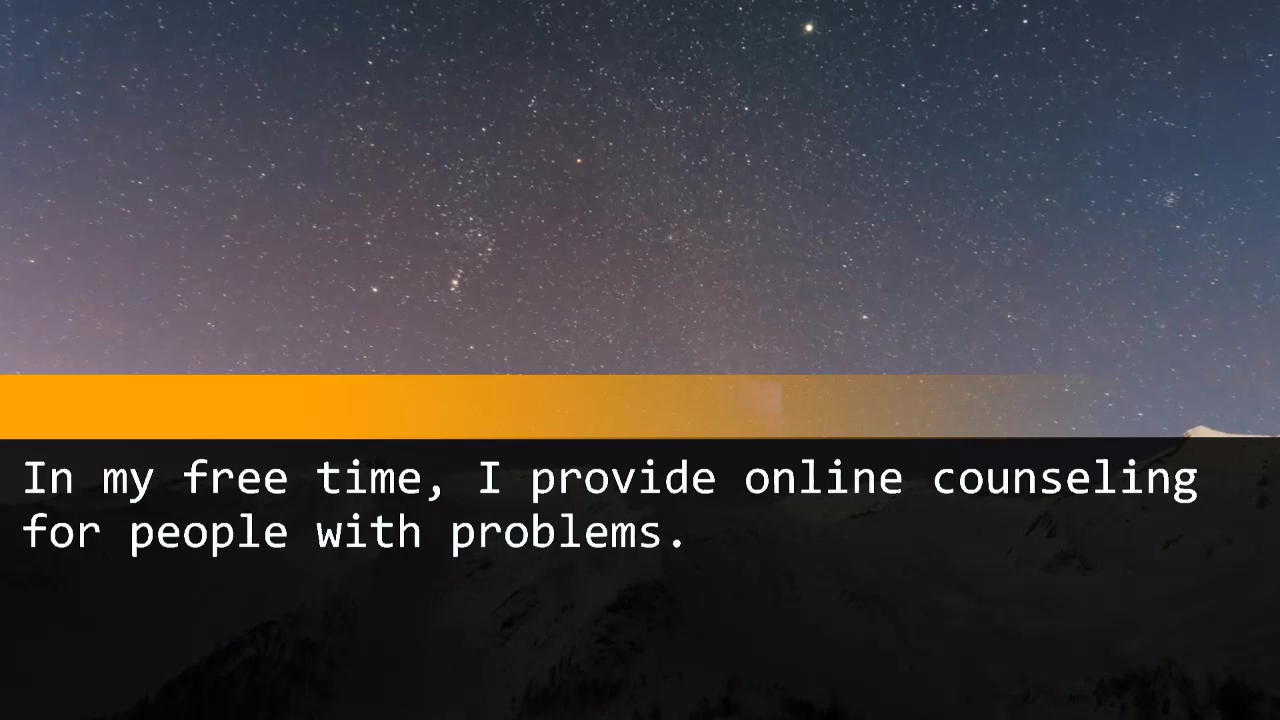 In my free time, I provide online counseling
for people with problems.